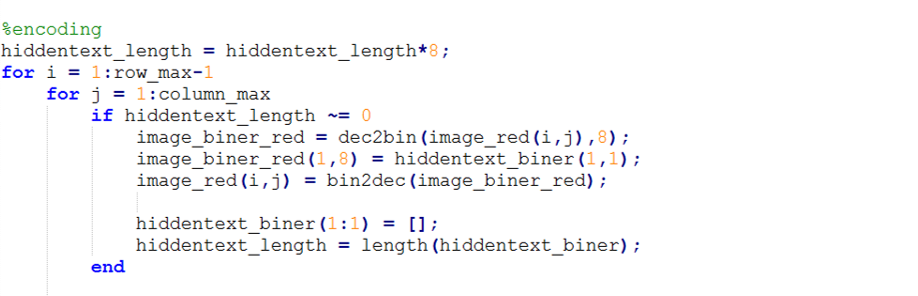 %encoding
hiddentext_length = hiddentext_length*8;
for i = 1:row_max-1
    for j = 1:column_max
        if hiddentext_length ~= 0
            image_biner_red = dec2bin(image_red(i,j),8);
            image_biner_red(1,8) = hiddentext_biner(1,1);
            image_red(i,j) = bin2dec(image_biner_red);

            hiddentext_biner(1:1) = [];
            hiddentext_length = length(hiddentext_biner);
        end